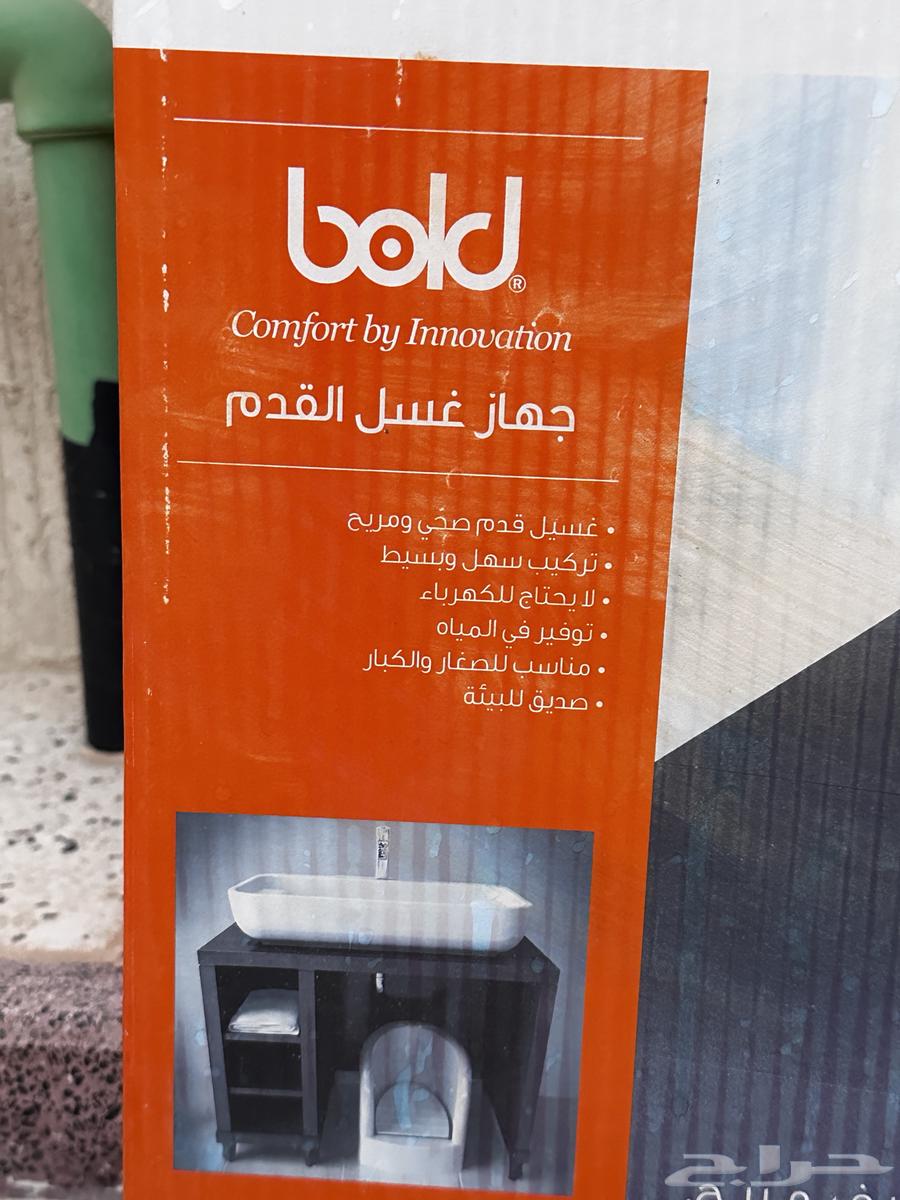 bold®
Comfort by Innovation
جهاز غسل القدم
• غسيل قدم صحي ومريح
• تركيب سهل وبسيط
• لا يحتاج للكهرباء
• توفير في المياه
• مناسب للصغار والكبار
• صديق للبيئة
حراج